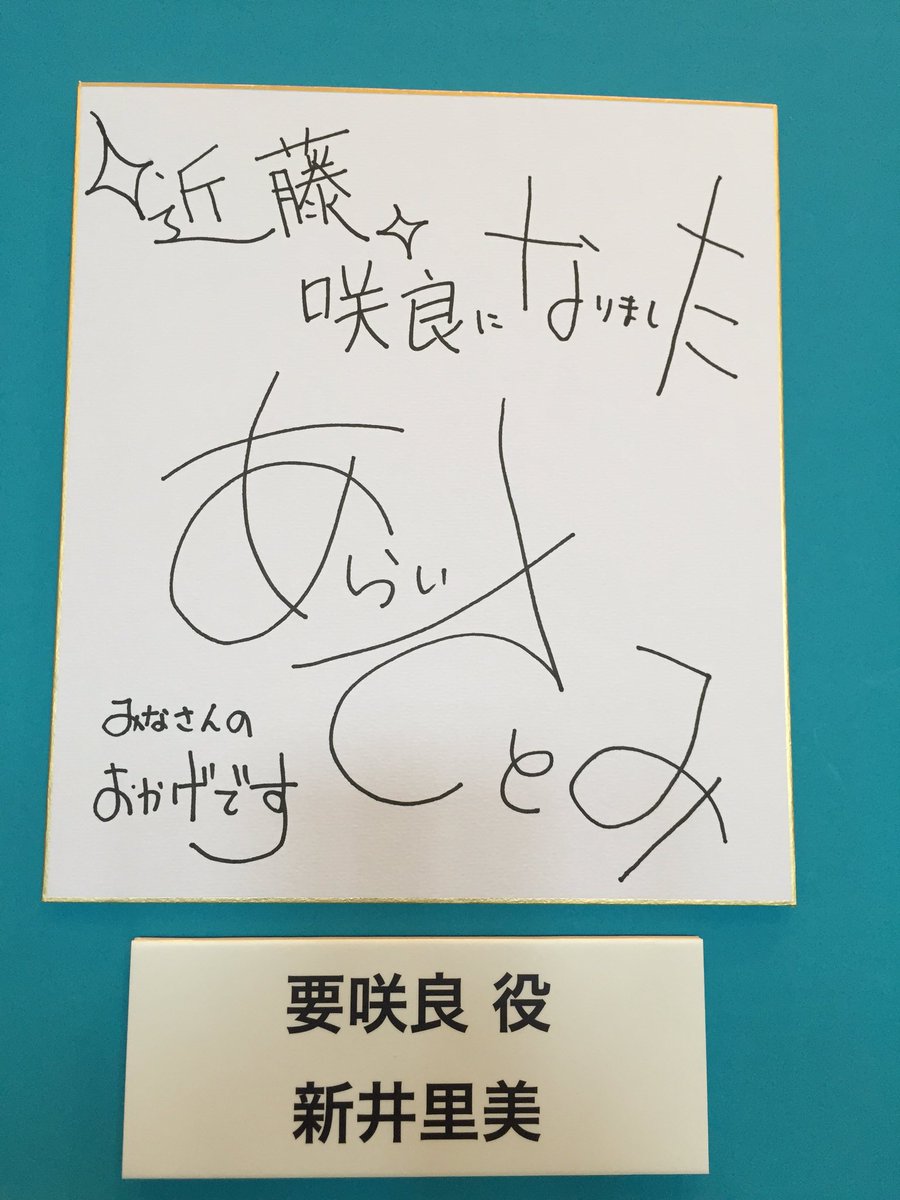 近藤
咲良になりました
あらい
さとみ
みなさんの
おかげです
要咲良 役
新井里美